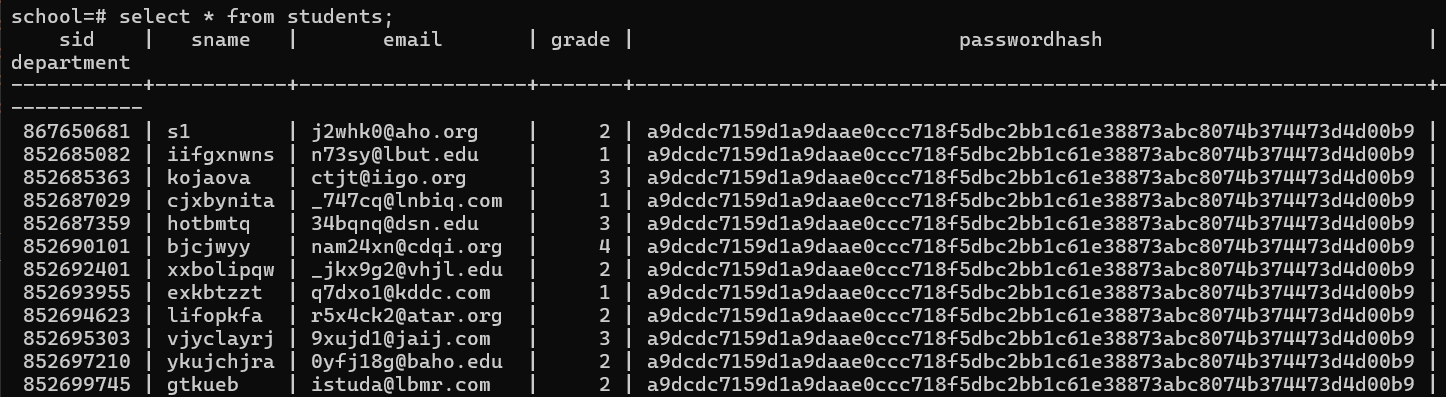 school=# select * from students;
    sid    |   sname   |       email       | grade |                           passwordhash                           |
department
-----------+-----------+-------------------+-------+------------------------------------------------------------------+-
-----------
 867650681 | s1        | j2whk0@aho.org    |     2 | a9dcdc7159d1a9daae0ccc718f5dbc2bb1c61e38873abc8074b374473d4d00b9 |
 852685082 | iifgxnwns | n73sy@lbut.edu    |     1 | a9dcdc7159d1a9daae0ccc718f5dbc2bb1c61e38873abc8074b374473d4d00b9 |
 852685363 | kojaova   | ctjt@iigo.org     |     3 | a9dcdc7159d1a9daae0ccc718f5dbc2bb1c61e38873abc8074b374473d4d00b9 |
 852687029 | cjxbynita | _747cq@lnbiq.com  |     1 | a9dcdc7159d1a9daae0ccc718f5dbc2bb1c61e38873abc8074b374473d4d00b9 |
 852687359 | hotbmtq   | 34bqnq@dsn.edu    |     3 | a9dcdc7159d1a9daae0ccc718f5dbc2bb1c61e38873abc8074b374473d4d00b9 |
 852690101 | bjcjwyy   | nam24xn@cdqi.org  |     4 | a9dcdc7159d1a9daae0ccc718f5dbc2bb1c61e38873abc8074b374473d4d00b9 |
 852692401 | xxbolipqw | _jkx9g2@vhjl.edu  |     2 | a9dcdc7159d1a9daae0ccc718f5dbc2bb1c61e38873abc8074b374473d4d00b9 |
 852693955 | exkbtzzt  | q7dxo1@kddc.com   |     1 | a9dcdc7159d1a9daae0ccc718f5dbc2bb1c61e38873abc8074b374473d4d00b9 |
 852694623 | lifopkfa  | r5x4ck2@atar.org  |     2 | a9dcdc7159d1a9daae0ccc718f5dbc2bb1c61e38873abc8074b374473d4d00b9 |
 852695303 | vjyclayrj | 9xujd1@jaij.com   |     3 | a9dcdc7159d1a9daae0ccc718f5dbc2bb1c61e38873abc8074b374473d4d00b9 |
 852697210 | ykujchjra | 0yfj18g@baho.edu  |     2 | a9dcdc7159d1a9daae0ccc718f5dbc2bb1c61e38873abc8074b374473d4d00b9 |
 852699745 | gtkueb    | istuda@lbmr.com   |     2 | a9dcdc7159d1a9daae0ccc718f5dbc2bb1c61e38873abc8074b374473d4d00b9 |